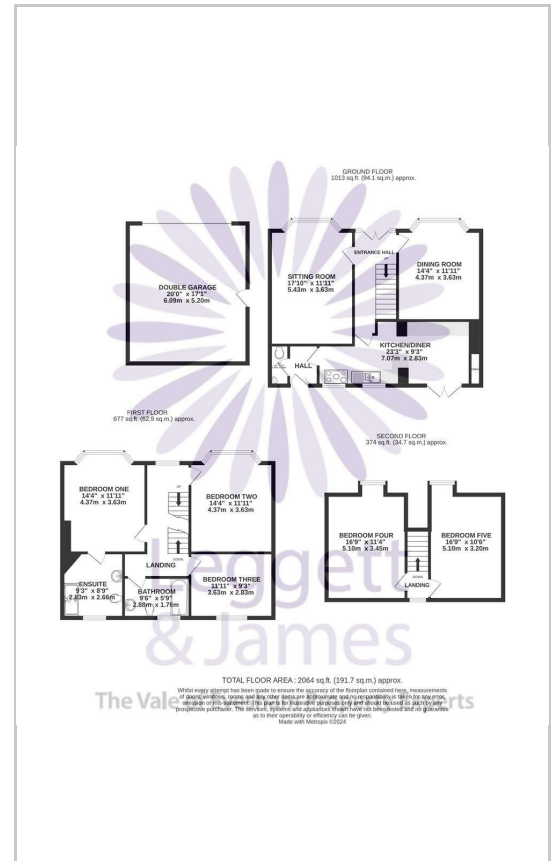 GROUND FLOOR
1013 sq.ft. (94.1 sq.m.) approx.
ENTRANCE HALL
UP
SITTING ROOM
17'10" x 11'11"
5.43m x 3.63m
DINING ROOM
14'4" x 11'11"
4.37m x 3.63m
DOUBLE GARAGE
20'0" x 17'1"
6.09m x 5.20m
KITCHEN/DINER
23'3" x 9'3"
7.07m x 2.83m
HALL
FIRST FLOOR
677 sq.ft. (62.9 sq.m.) approx.
SECOND FLOOR
374 sq.ft. (34.7 sq.m.) approx.
BEDROOM ONE
14'4" x 11'11"
4.37m x 3.63m
UP
BEDROOM TWO
14'4" x 11'11"
4.37m x 3.63m
DOWN
LANDING
ENSUITE
9'3" x 8'9"
2.83m x 2.66m
BATHROOM
9'6" x 5'9"
2.88m x 1.76m
BEDROOM THREE
11'11" x 9'3"
3.63m x 2.83m
BEDROOM FOUR
16'9" x 11'4"
5.10m x 3.45m
BEDROOM FIVE
16'9" x 10'6"
5.10m x 3.20m
DOWN
LANDING
Leggett
& James
TOTAL FLOOR AREA : 2064 sq.ft. (191.7 sq.m.) approx.
Whilst every attempt has been made to ensure the accuracy of the floorplan contained here, measurements
of doors, windows, rooms and any other items are approximate and no responsibility is taken for any error,
omission or mis-statement. This plan is for illustrative purposes only and should be used as such by any
prospective purchaser. The services, systems and appliances shown have not been tested and no guarantee
as to their operability or efficiency can be given.
Made with Metropix ©2024
The Vale